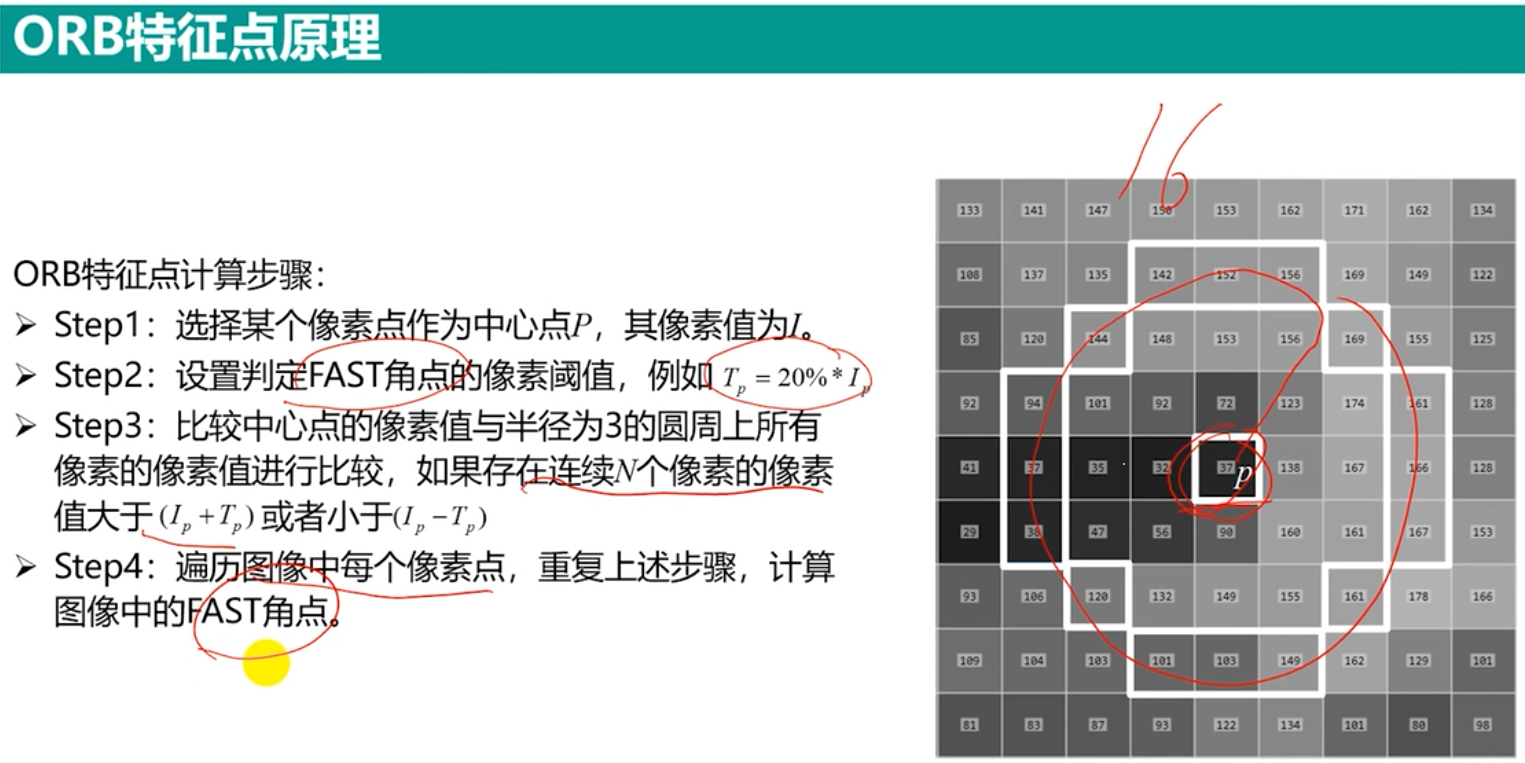 ORB特征点原理
16
ORB特征点计算步骤：
➢ Step1：选择某个像素点作为中心点P，其像素值为I。
➢ Step2：设置判定FAST角点的像素阈值，例如 Tp = 20%*Ip
➢ Step3：比较中心点的像素值与半径为3的圆周上所有
像素的像素值进行比较，如果存在连续N个像素的像素
值大于 (Ip+Tp) 或者小于(Ip−Tp)
➢ Step4：遍历图像中每个像素点，重复上述步骤，计算
图像中的FAST角点。
133 141 147 150 153 162 171 162 134
108 137 135 142 152 156 169 149 122
85 120 144 148 153 156 169 155 125
92 94 101 92 72 123 174 161 128
41 37 35 32 37 p 138 167 166 128
29 38 47 56 90 160 161 167 153
93 106 120 132 149 155 161 178 166
109 104 103 101 103 149 162 129 101
81 83 87 93 122 134 101 80 98